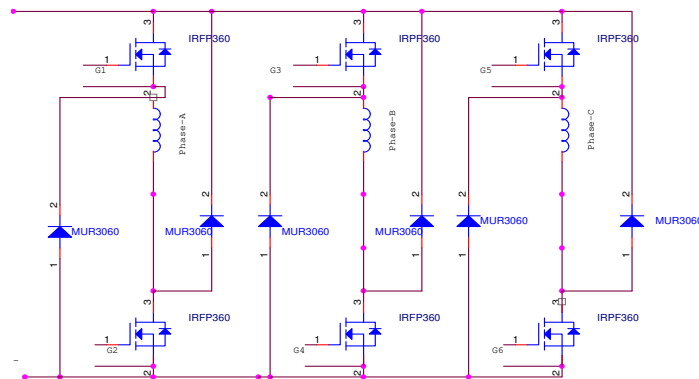 3
3
3
IRFP360
IRPF360
IRPF360
1
1
1
G1
G3
G5
2
2
2
Phase-A
Phase-B
Phase-C
2
2
2
2
2
2
MUR3060
MUR3060
MUR3060
MUR3060
MUR3060
MUR3060
1
1
1
1
1
1
3
3
3
IRFP360
IRFP360
IRPF360
1
1
1
G2
G4
G6
2
2
2